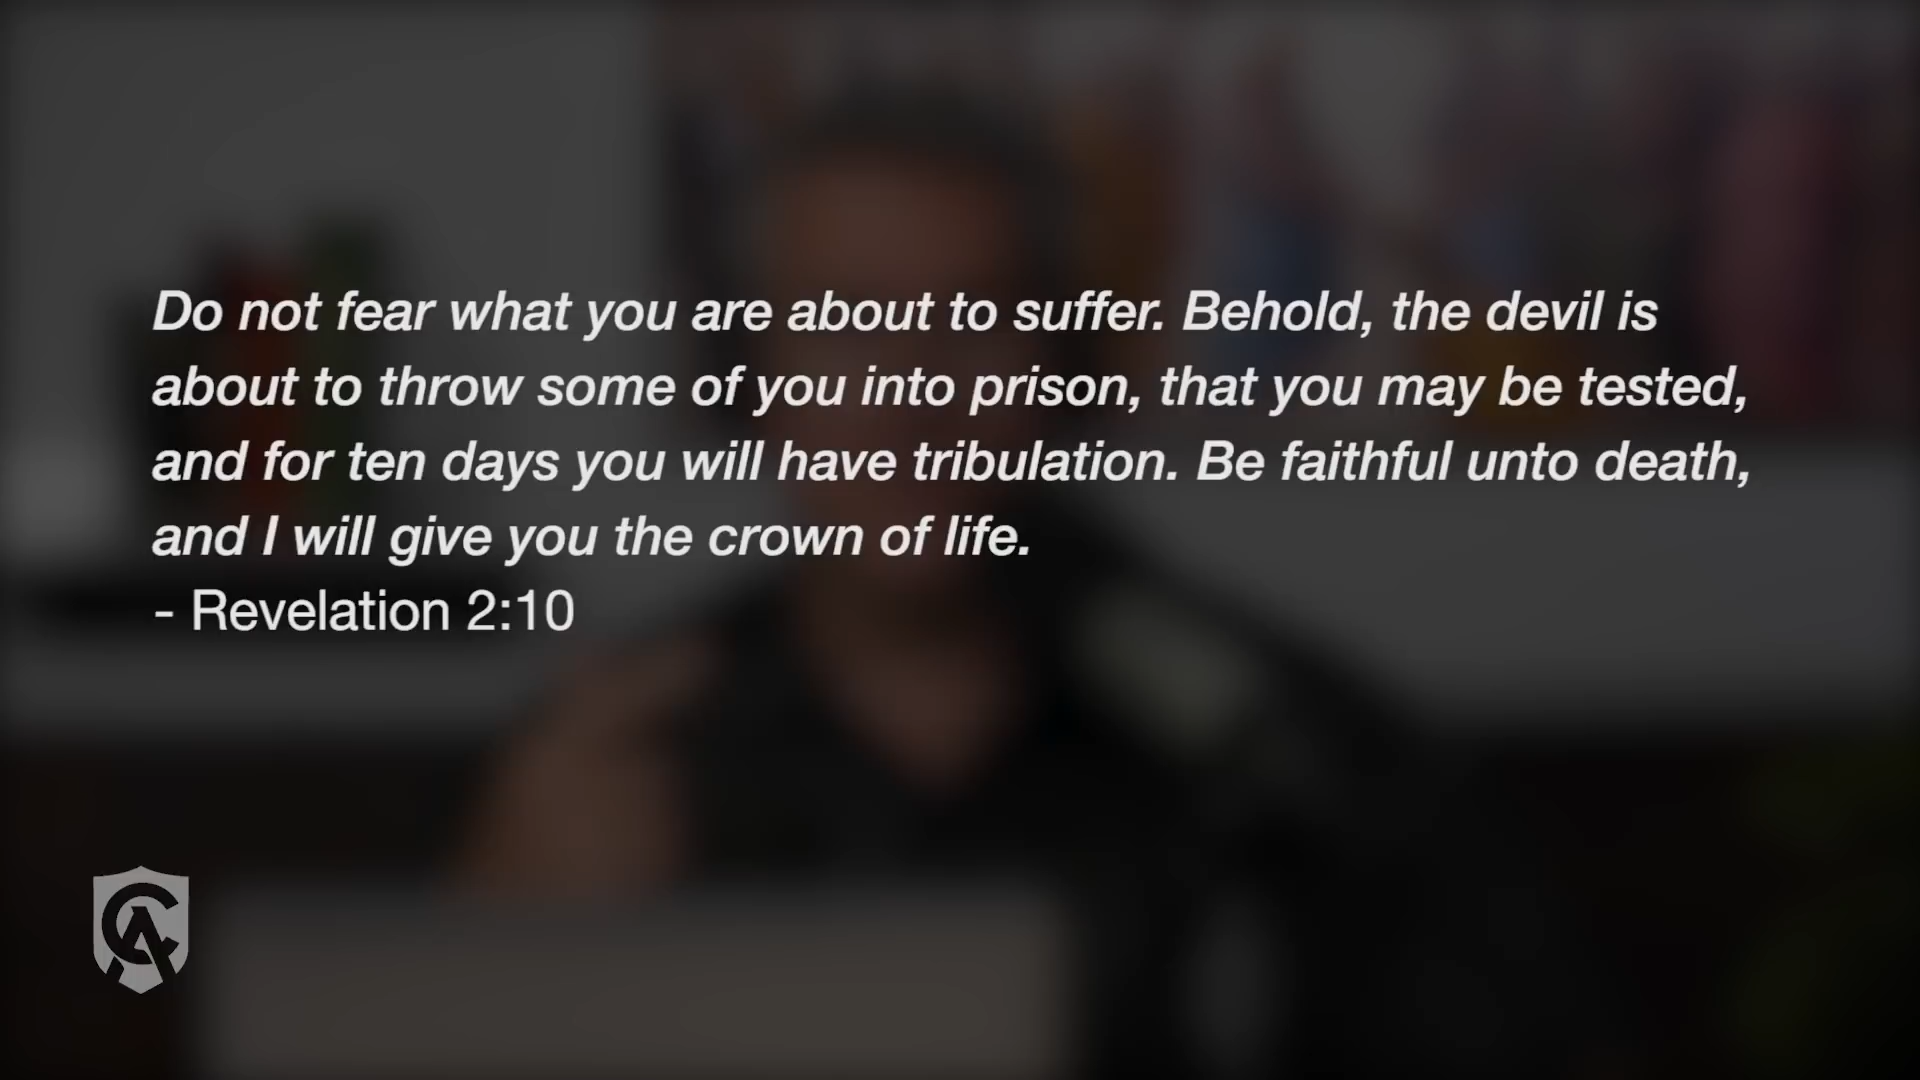 Do not fear what you are about to suffer. Behold, the devil is
about to throw some of you into prison, that you may be tested,
and for ten days you will have tribulation. Be faithful unto death,
and I will give you the crown of life.
- Revelation 2:10
CA